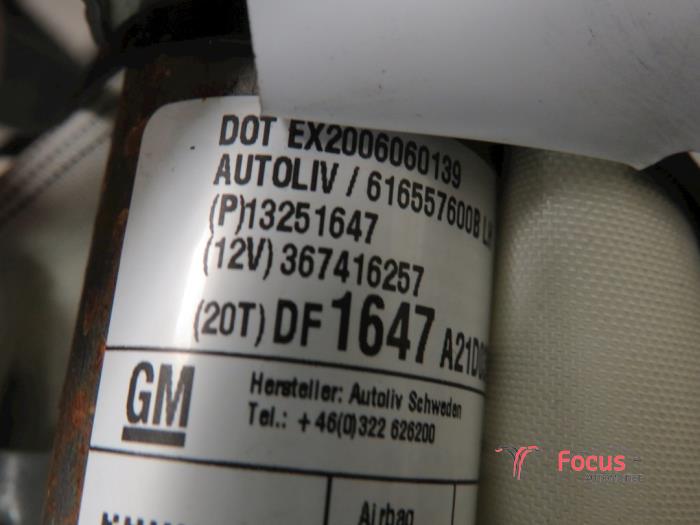 DOT EX2006060139
AUTOLIV / 616557600B
(P)13251647
(12V) 367416257
(20T) DF 1647
GM
Hersteller: Autoliv Schweden
Tel.: +46(0)322 626200
Airbag
Focus
AUTOMOTIVE